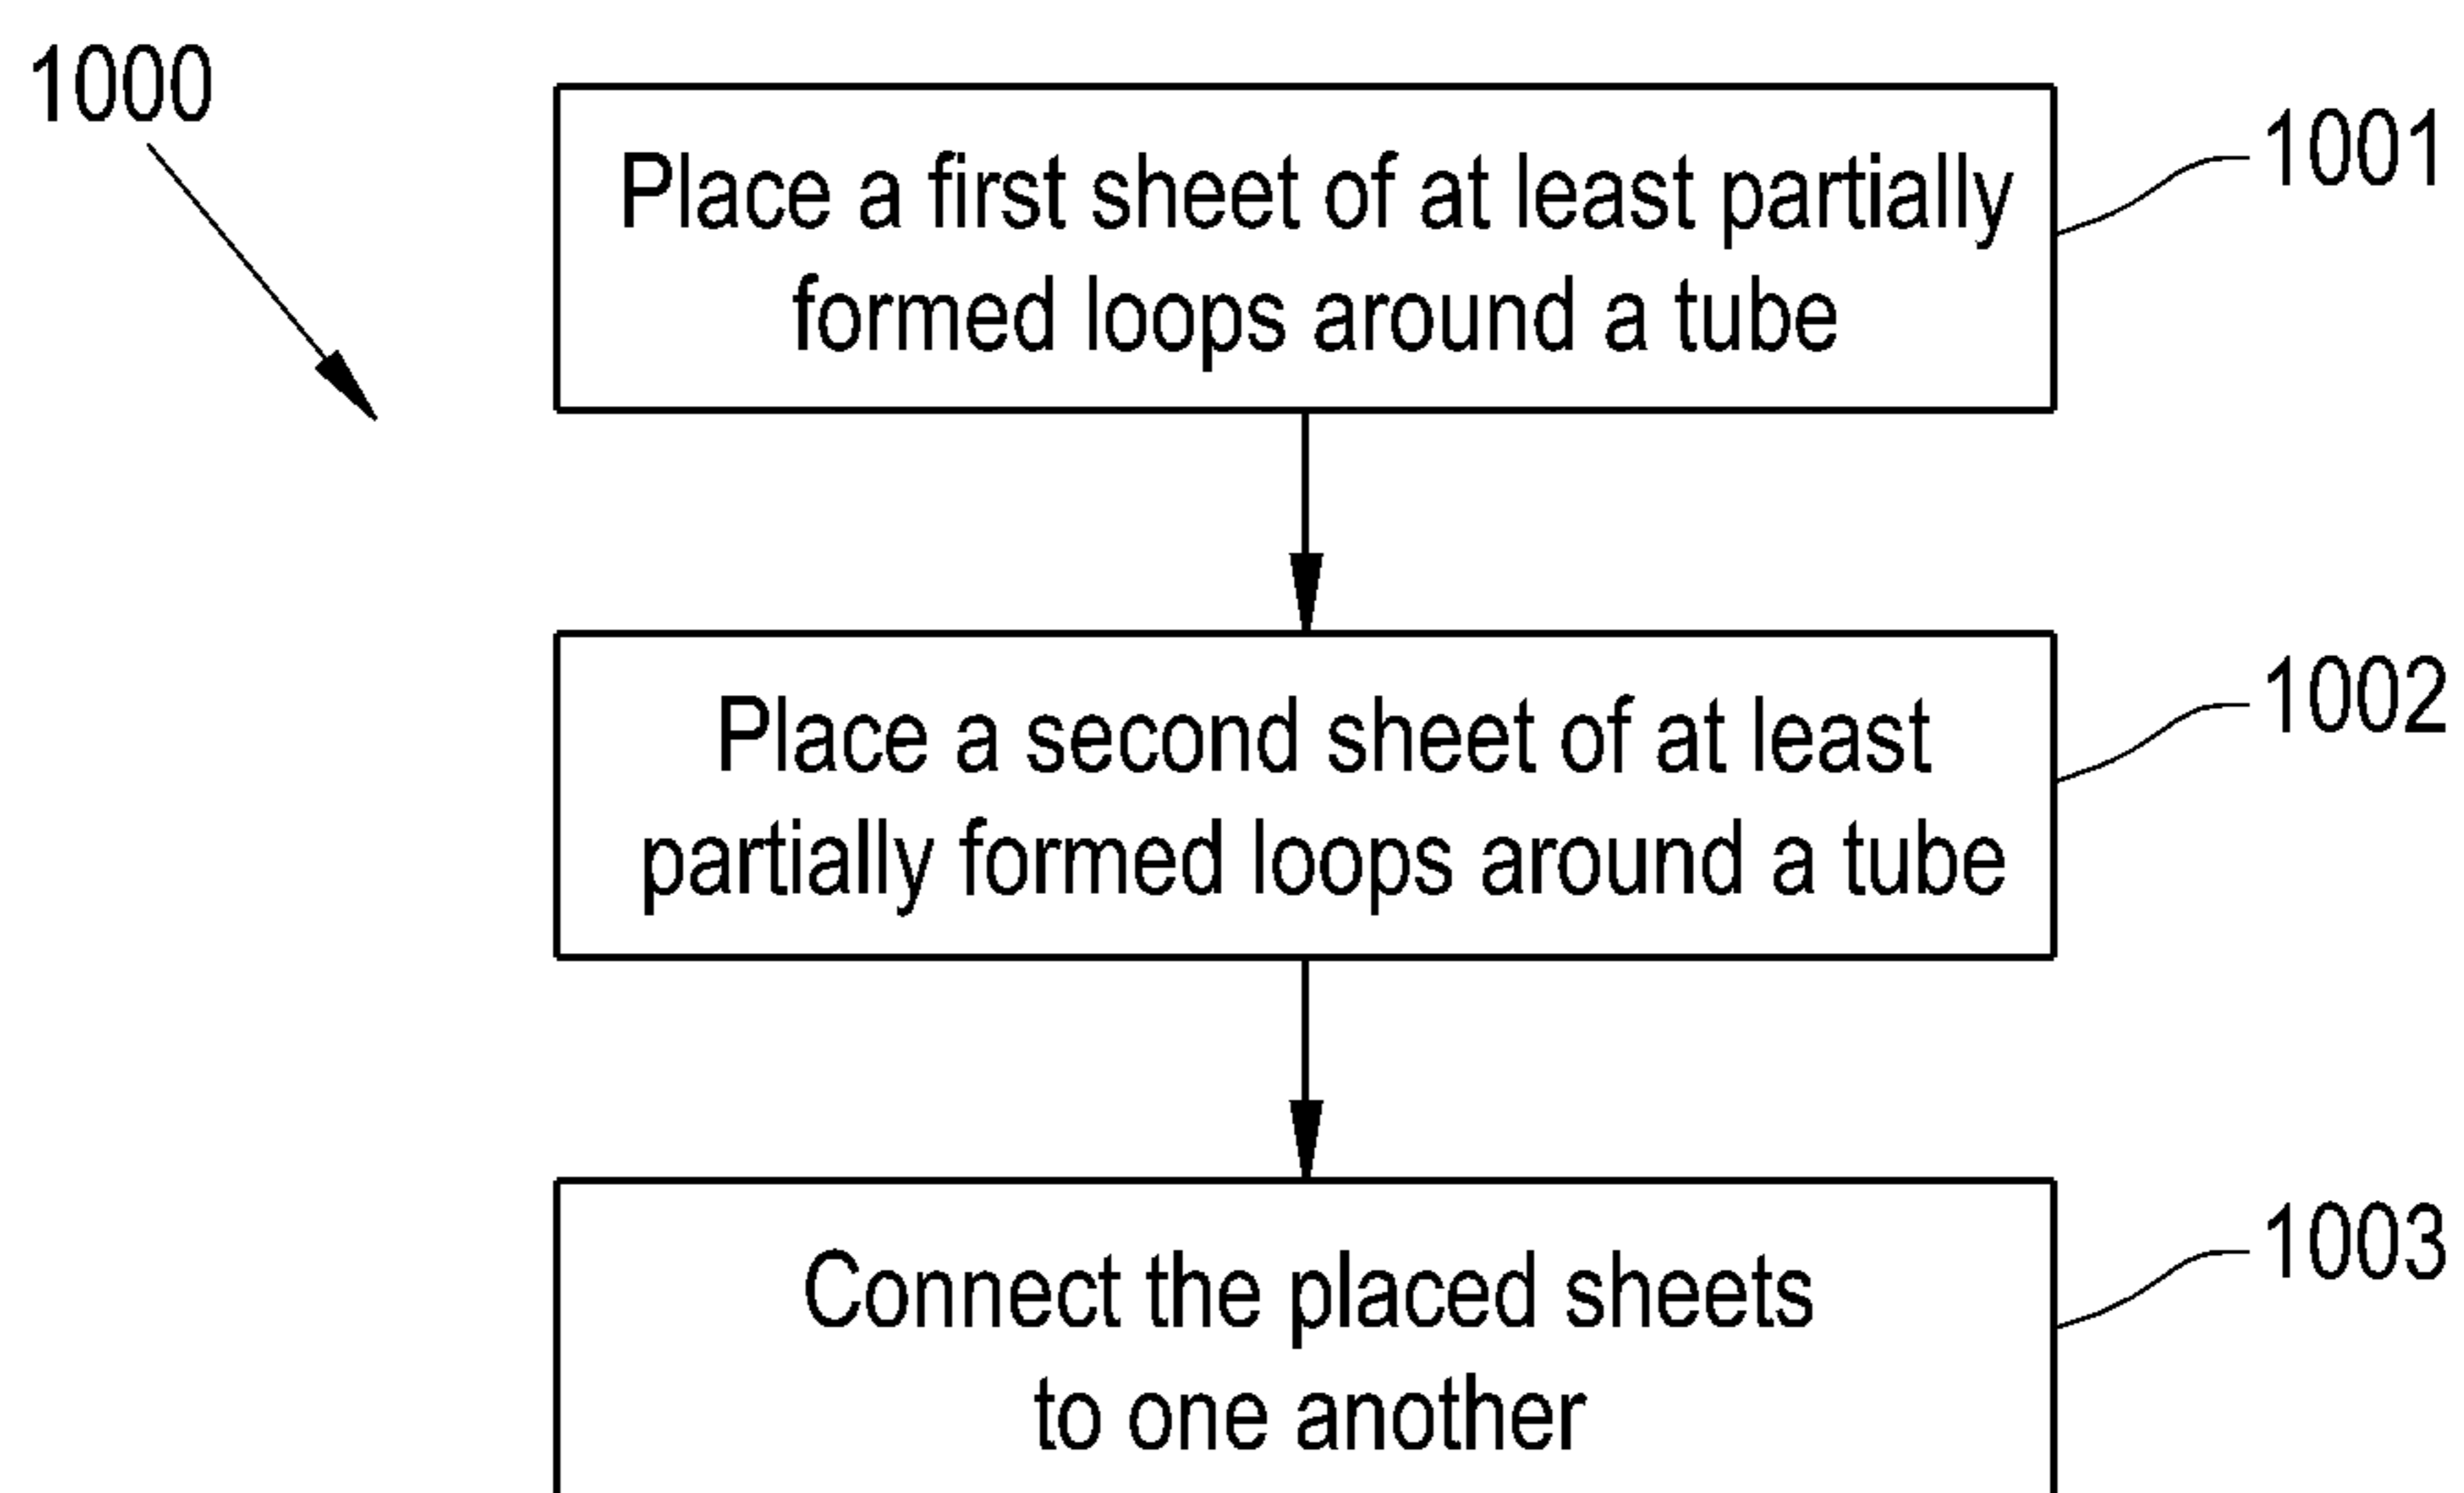 1000
Place a first sheet of at least partially
formed loops around a tube
1001
Place a second sheet of at least
partially formed loops around a tube
1002
Connect the placed sheets
to one another
1003